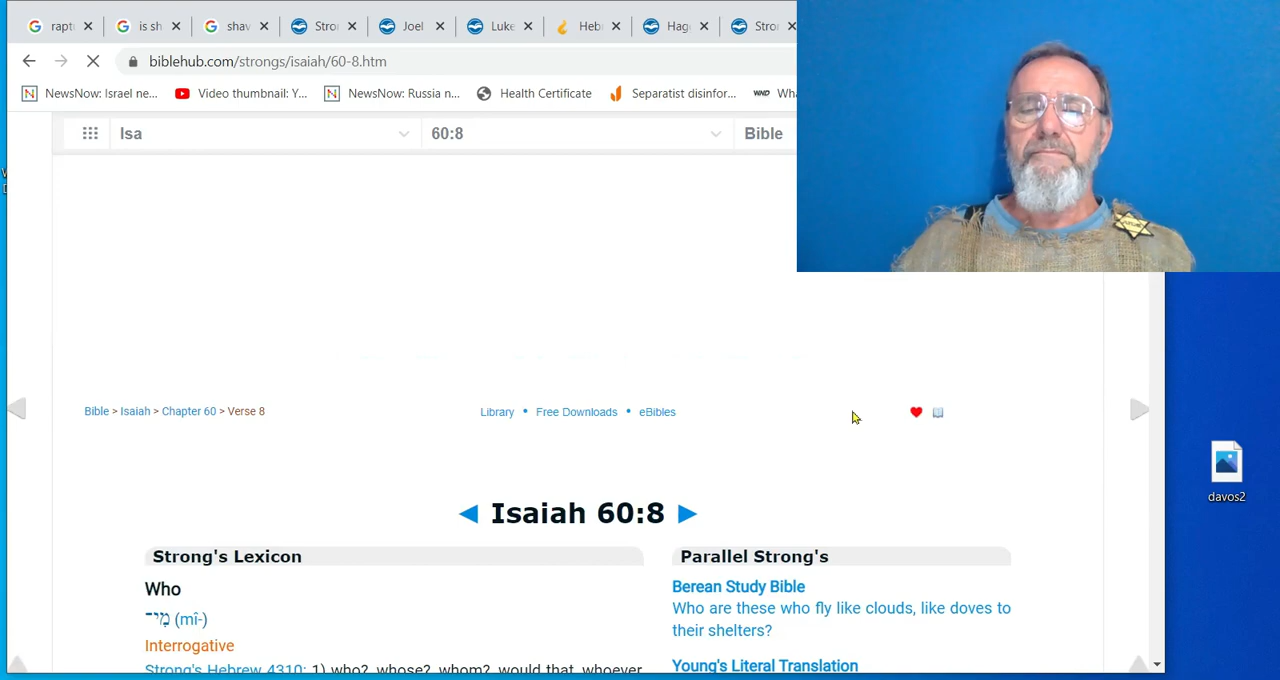 rapt
is sh
shav
Stro
Joel
Luke
Heb
Hag
Stro
biblehub.com/strongs/isaiah/60-8.htm
NewsNow: Israel ne...
Video thumbnail: Y...
NewsNow: Russia n...
Health Certificate
Separatist disinfor...
WND
Wha
Isa
60:8
Bible
Bible > Isaiah > Chapter 60 > Verse 8
Library • Free Downloads • eBibles
◄ Isaiah 60:8 ►
Strong's Lexicon
Who
מִי־ (mî-)
Interrogative
Strong's Hebrew 4310: 1) who?, whose?, whom?, would that, whoever
Parallel Strong's
Berean Study Bible
Who are these who fly like clouds, like doves to
their shelters?
Young's Literal Translation
davos2